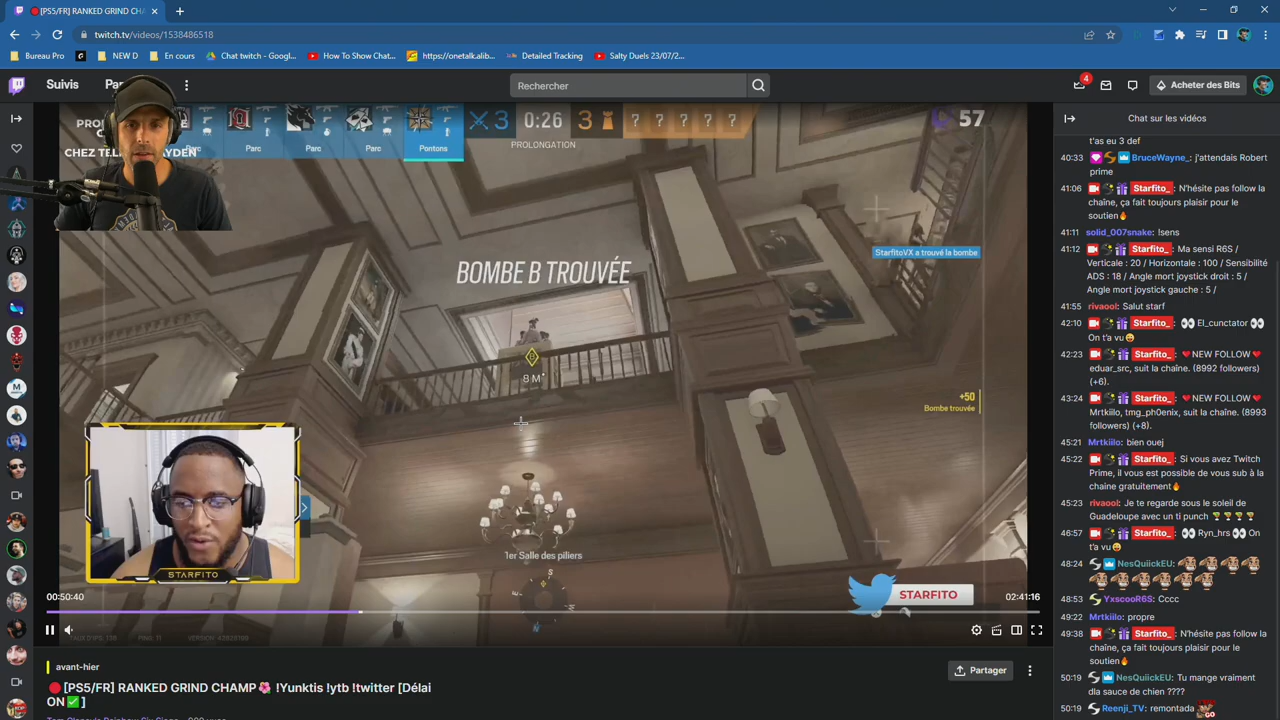 [PS5/FR] RANKED GRIND CH
twitch.tv/videos/1538486518
Bureau Pro
G
NEW D
En cours
Chat twitch - Googl...
How To Show Chat...
https://onetalk.alib...
Detailed Tracking
Salty Duels 23/07/2...
Suivis
Par
Rechercher
4
Acheter des Bits
Parc
Parc
Parc
Parc
Pontons
3
0:26
3
? ? ? ? ?
57
PROLONGATION
BOMBE B TROUVÉE
StarfitoVX a trouvé la bombe
B
8 M
+50
Bombe trouvée
1er Salle des piliers
S
E
N
STARFITO
STARFITO
00:50:40
02:41:16
TAUX D'IPS: 138
PING: 11
avant-hier
Partager
[PS5/FR] RANKED GRIND CHAMP !Yunktis !ytb !twitter [Délai
ON ]
Chat sur les vidéos
t'as eu 3 def
40:33 BruceWayne_: j'attendais Robert
prime
41:06 Starfito_: N'hésite pas follow la
chaîne, ça fait toujours plaisir pour le
soutien
41:11 solid_007snake: !sens
41:12 Starfito_: Ma sensi R6S /
Verticale : 20 / Horizontale : 100 / Sensibilité
ADS : 18 / Angle mort joystick droit : 5 /
Angle mort joystick gauche : 5 /
41:55 rivaool: Salut starf
42:10 Starfito_: El_cunctator
On t'a vu
42:23 Starfito_: NEW FOLLOW
eduar_src, suit la chaîne. (8992 followers)
(+6).
43:24 Starfito_: NEW FOLLOW
Mrtkiilo, tmg_ph0enix, suit la chaîne. (8993
followers) (+8).
45:21 Mrtkiilo: bien ouej
45:22 Starfito_: Si vous avez Twitch
Prime, il vous est possible de vous sub à la
chaine gratuitement
45:23 rivaool: Je te regarde sous le soleil de
Guadeloupe avec un ti punch
46:57 Starfito_: Ryn_hrs On
t'a vu
48:24 NesQuiickEU:
48:53 YxscooR6S: Cccc
49:22 Mrtkiilo: propre
49:38 Starfito_: N'hésite pas follow la
chaîne, ça fait toujours plaisir pour le
soutien
50:19 NesQuiickEU: Tu mange vraiment
dla sauce de chien ????
50:19 Reenji_TV: remontada